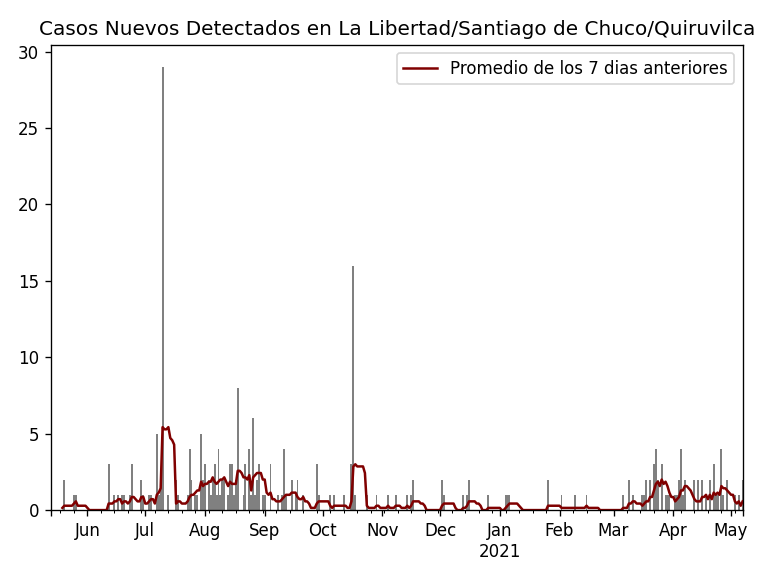 Casos Nuevos Detectados en La Libertad/Santiago de Chuco/Quiruvilca
Promedio de los 7 dias anteriores
30
25
20
15
10
5
0
Jun Jul Aug Sep Oct Nov Dec Jan Feb Mar Apr May
2021